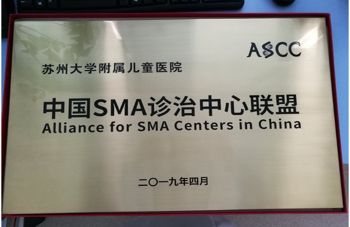 ASCC
苏州大学附属儿童医院
中国SMA诊治中心联盟
Alliance for SMA Centers in China
二〇一九年四月